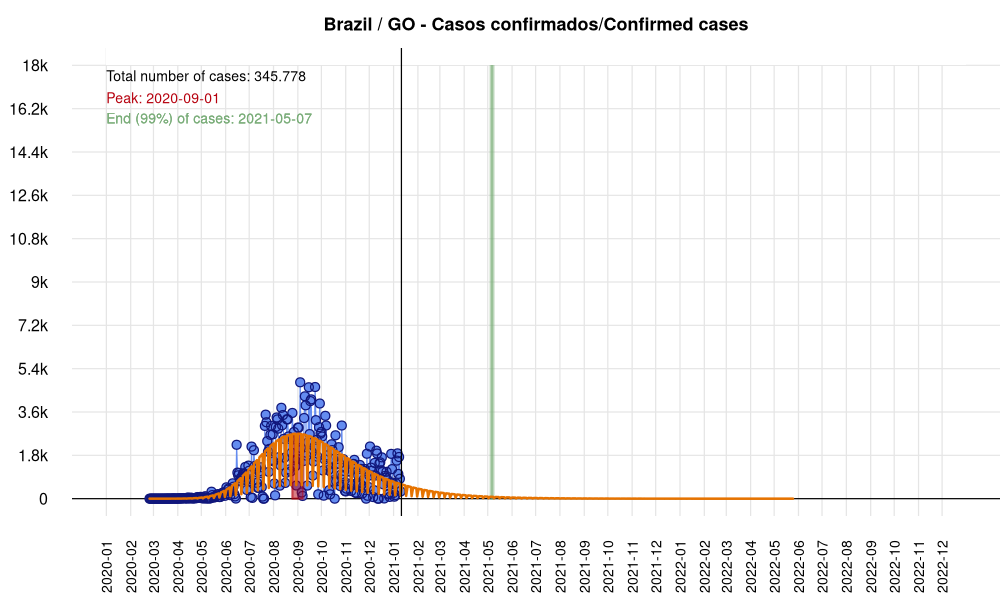 Brazil / GO - Casos confirmados/Confirmed cases
Total number of cases: 345.778
Peak: 2020-09-01
End (99%) of cases: 2021-05-07
18k
16.2k
14.4k
12.6k
10.8k
9k
7.2k
5.4k
3.6k
1.8k
0
2020-01
2020-02
2020-03
2020-04
2020-05
2020-06
2020-07
2020-08
2020-09
2020-10
2020-11
2020-12
2021-01
2021-02
2021-03
2021-04
2021-05
2021-06
2021-07
2021-08
2021-09
2021-10
2021-11
2021-12
2022-01
2022-02
2022-03
2022-04
2022-05
2022-06
2022-07
2022-08
2022-09
2022-10
2022-11
2022-12